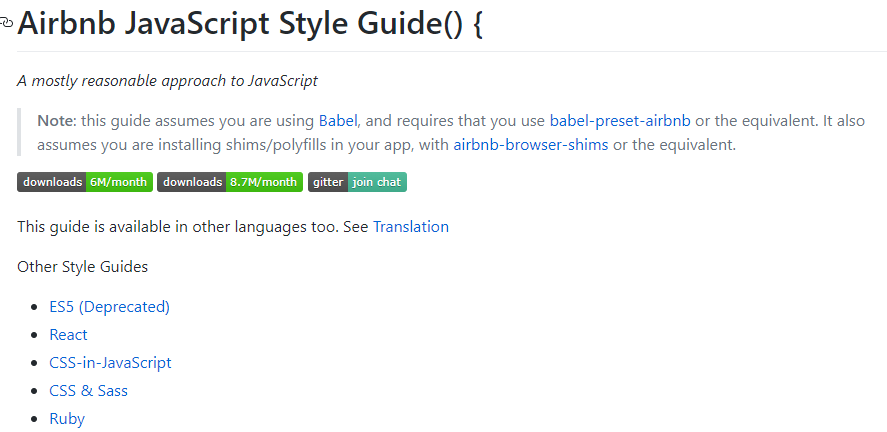 Airbnb JavaScript Style Guide() {
A mostly reasonable approach to JavaScript
Note: this guide assumes you are using Babel, and requires that you use babel-preset-airbnb or the equivalent. It also
assumes you are installing shims/polyfills in your app, with airbnb-browser-shims or the equivalent.
downloads 6M/month downloads 8.7M/month gitter join chat
This guide is available in other languages too. See Translation
Other Style Guides
• ES5 (Deprecated)
• React
• CSS-in-JavaScript
• CSS & Sass
• Ruby